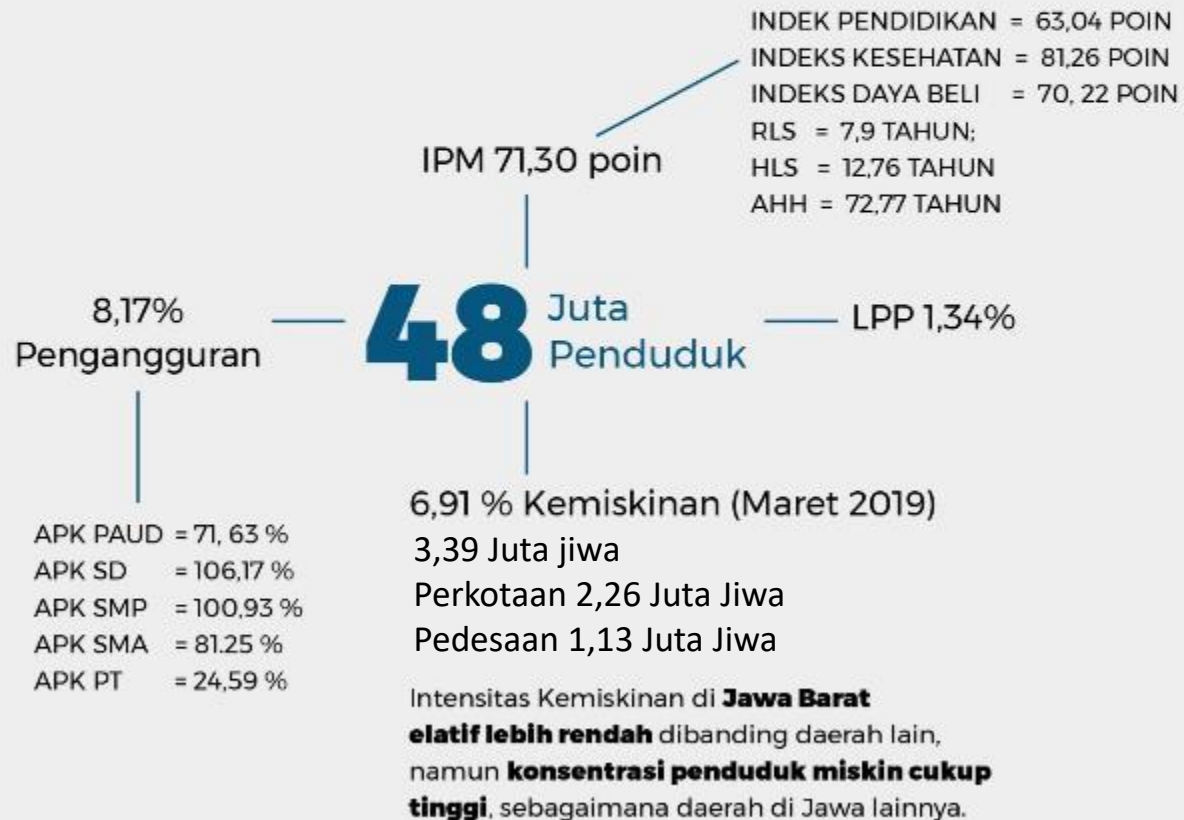 INDEK PENDIDIKAN = 63,04 POIN
INDEKS KESEHATAN = 81,26 POIN
INDEKS DAYA BELI = 70, 22 POIN
RLS = 7,9 TAHUN;
HLS = 12,76 TAHUN
AHH = 72,77 TAHUN
IPM 71,30 poin
8,17%
Pengangguran
48 Juta
Penduduk
LPP 1,34%
APK PAUD = 71, 63 %
APK SD = 106,17 %
APK SMP = 100,93 %
APK SMA = 81.25 %
APK PT = 24,59 %
6,91 % Kemiskinan (Maret 2019)
3,39 Juta jiwa
Perkotaan 2,26 Juta Jiwa
Pedesaan 1,13 Juta Jiwa
Intensitas Kemiskinan di Jawa Barat
elatif lebih rendah dibanding daerah lain,
namun konsentrasi penduduk miskin cukup
tinggi, sebagaimana daerah di Jawa lainnya.